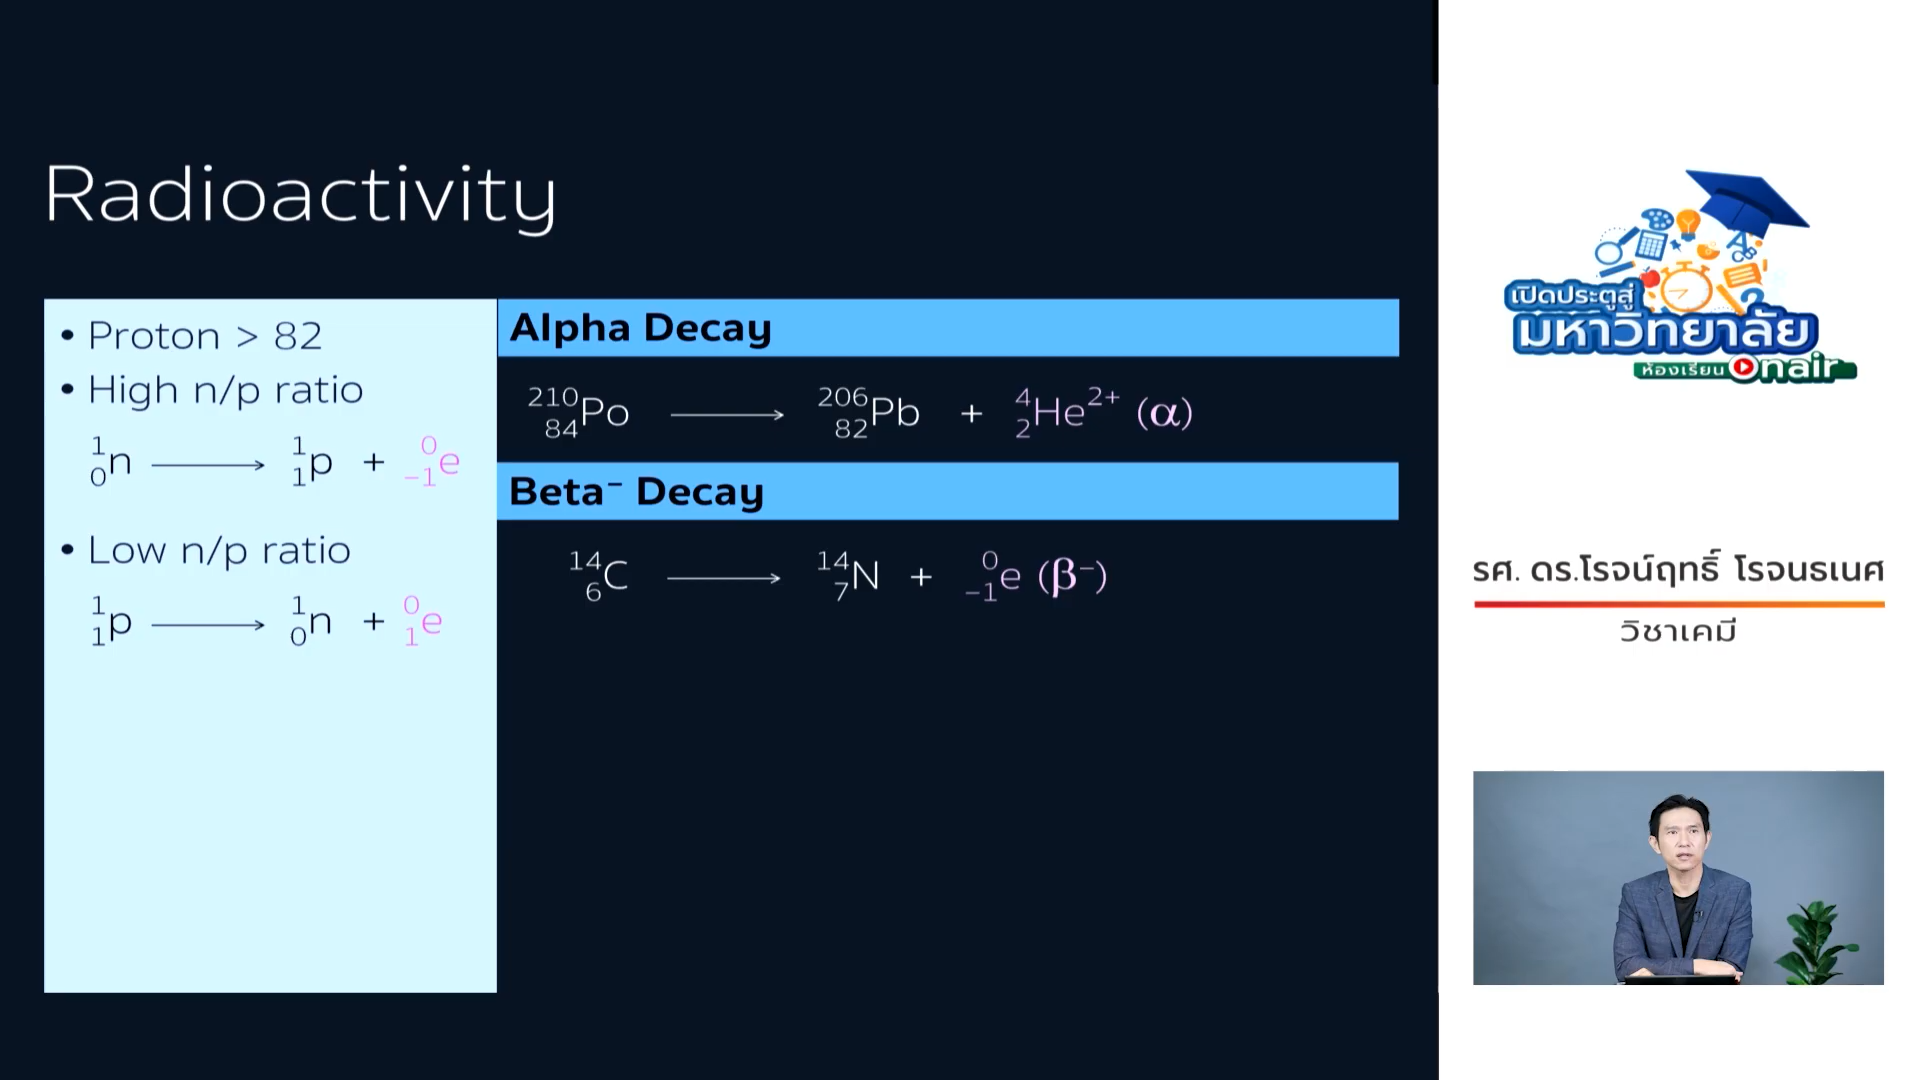 Radioactivity
• Proton > 82
• High n/p ratio
¹₀n ⟶ ¹₁p + ⁰₋₁e
• Low n/p ratio
¹₁p ⟶ ¹₀n + ⁰₁e
Alpha Decay
²¹⁰₈₄Po ⟶ ²⁰⁶₈₂Pb + ⁴₂He²⁺ (α)
Beta⁻ Decay
¹⁴₆C ⟶ ¹⁴₇N + ⁰₋₁e (β⁻)
เปิดประตูสู่
มหาวิทยาลัย
ห้องเรียน Onair
รศ. ดร.โรจน์ฤทธิ์ โรจนธเนศ
วิชาเคมี